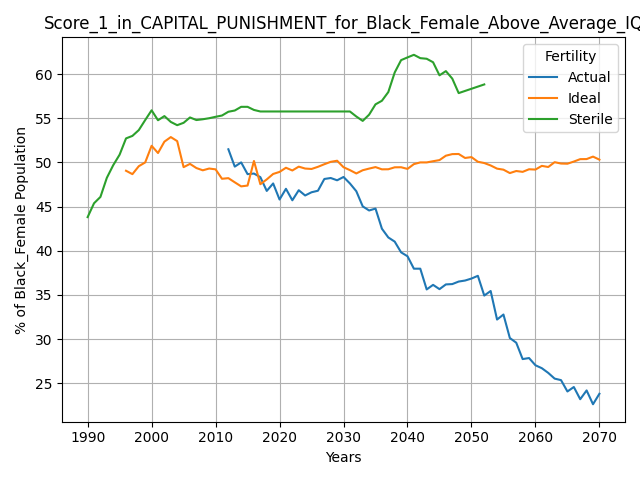 Score_1_in_CAPITAL_PUNISHMENT_for_Black_Female_Above_Average_IQ
Fertility
Actual
Ideal
Sterile
% of Black_Female Population
60
55
50
45
40
35
30
25
1990 2000 2010 2020 2030 2040 2050 2060 2070
Years